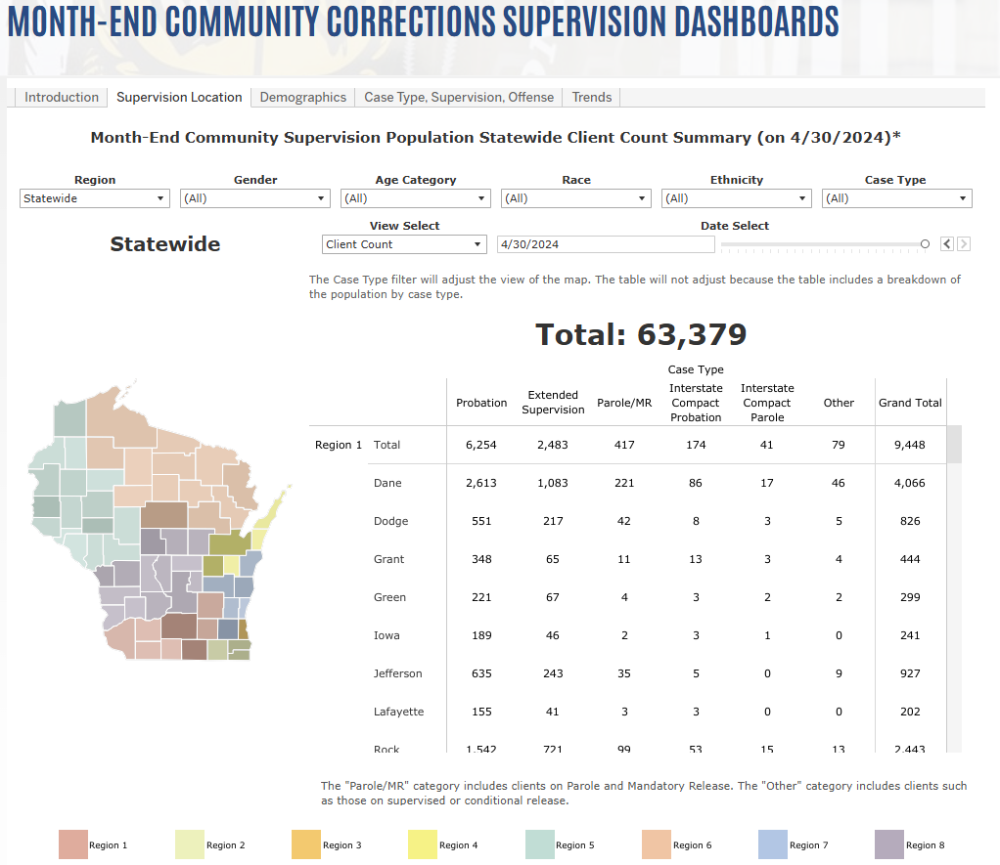 MONTH-END COMMUNITY CORRECTIONS SUPERVISION DASHBOARDS
Introduction Supervision Location Demographics Case Type, Supervision, Offense Trends
Month-End Community Supervision Population Statewide Client Count Summary (on 4/30/2024)*
Region Gender Age Category Race Ethnicity Case Type
Statewide (All) (All) (All) (All) (All)
View Select Date Select
Statewide Client Count 4/30/2024
The Case Type filter will adjust the view of the map. The table will not adjust because the table includes a breakdown of
the population by case type.
Total: 63,379
Case Type
Probation Extended Supervision Parole/MR Interstate Compact Probation Interstate Compact Parole Other Grand Total
Region 1 Total 6,254 2,483 417 174 41 79 9,448
Dane 2,613 1,083 221 86 17 46 4,066
Dodge 551 217 42 8 3 5 826
Grant 348 65 11 13 3 4 444
Green 221 67 4 3 2 2 299
Iowa 189 46 2 3 1 0 241
Jefferson 635 243 35 5 0 9 927
Lafayette 155 41 3 3 0 0 202
Rock 1,542 721 99 53 15 13 2,443
The "Parole/MR" category includes clients on Parole and Mandatory Release. The "Other" category includes clients such
as those on supervised or conditional release.
Region 1 Region 2 Region 3 Region 4 Region 5 Region 6 Region 7 Region 8